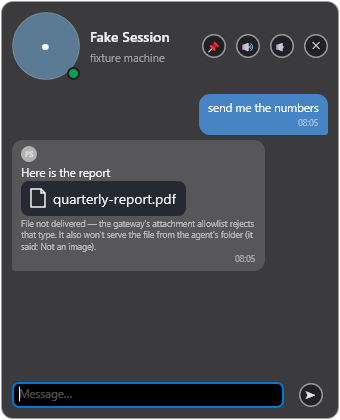 Fake Session
fixture machine
send me the numbers
08:05
PS
Here is the report
quarterly-report.pdf
File not delivered — the gateway's attachment allowlist rejects
that type. It also won't serve the file from the agent's folder (it
said: Not an image).
08:05
Message...